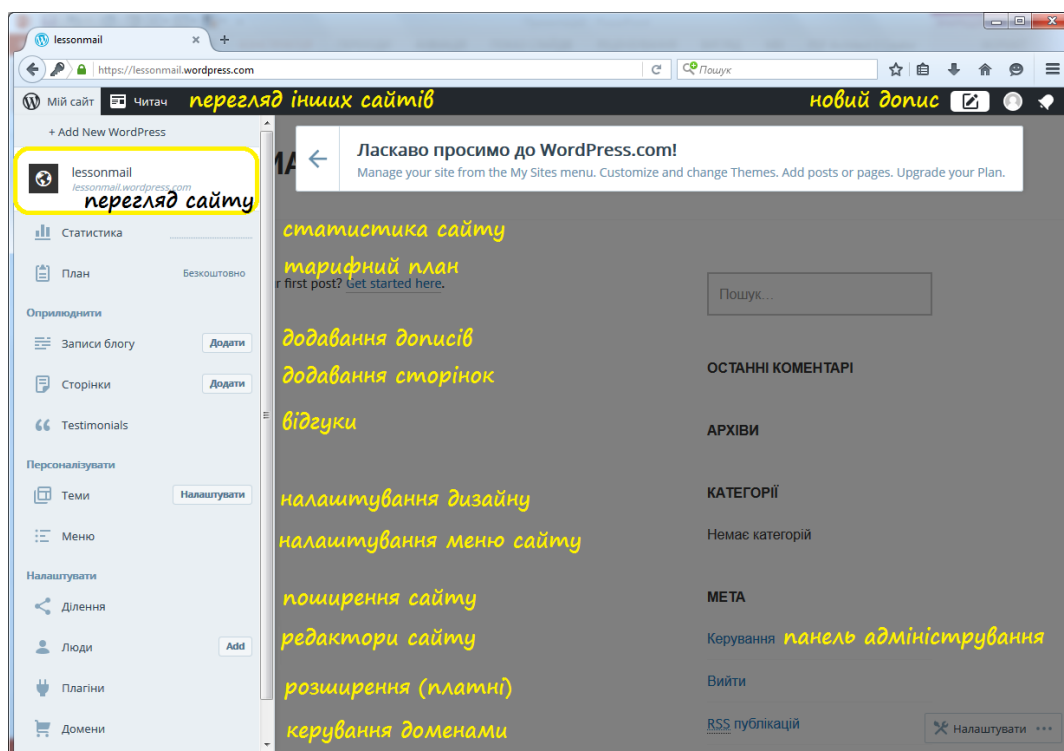 lessonmail
https://lessonmail.wordpress.com
Пошук
Мій сайт Читач перегляд інших сайтів новий допис
+ Add New WordPress
Ласкаво просимо до WordPress.com!
Manage your site from the My Sites menu. Customize and change Themes. Add posts or pages. Upgrade your Plan.
lessonmail
lessonmail.wordpress.com
перегляд сайту
Статистика статистика сайту
План Безкоштовно тарифний план
r first post? Get started here.
Пошук...
Оприлюднити
Записи блогу Додати додавання дописів
Сторінки Додати додавання сторінок
ОСТАННІ КОМЕНТАРІ
Testimonials відгуки
АРХІВИ
Персоналізувати
Теми Налаштувати налаштування дизайну
КАТЕГОРІЇ
Меню налаштування меню сайту
Немає категорій
Налаштувати
Ділення поширення сайту
МЕТА
Люди Add редактори сайту
Керування панель адміністрування
Плагіни розширення (платні)
Вийти
Домени керування доменами
RSS публікацій
Налаштувати